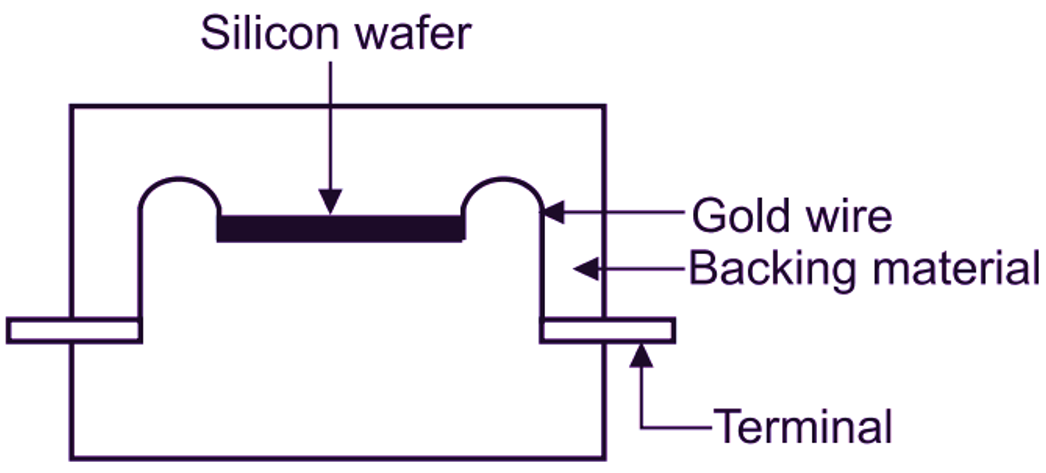 Silicon wafer
Gold wire
Backing material
Terminal